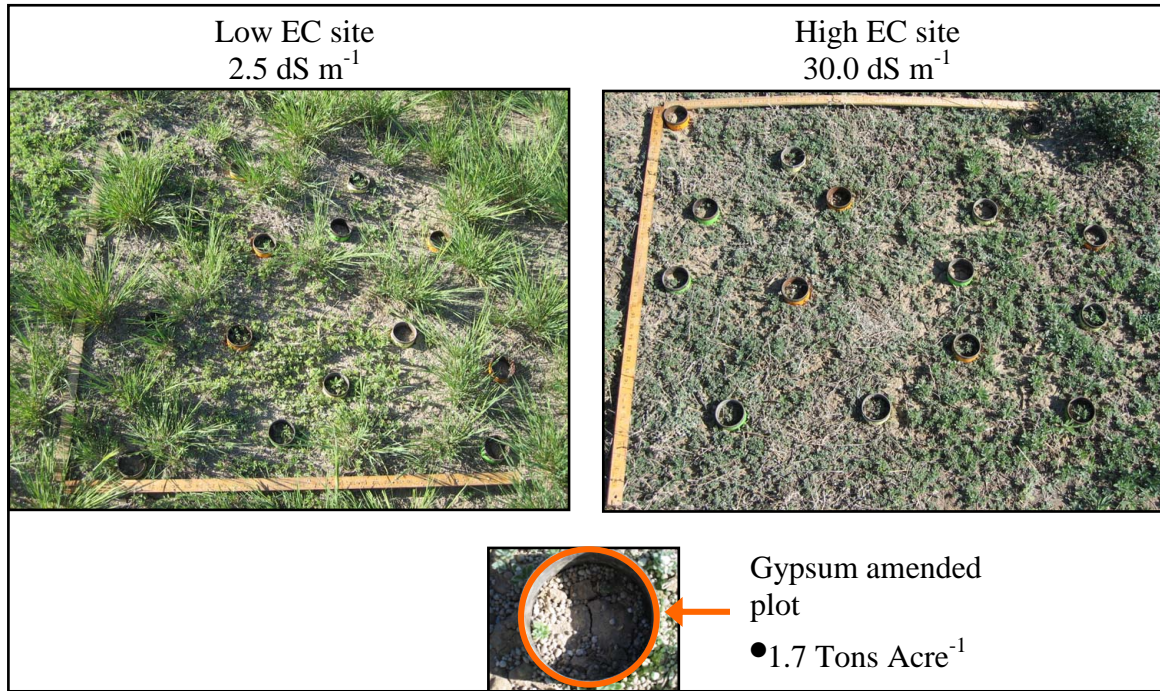 Low EC site
2.5 dS m⁻¹
High EC site
30.0 dS m⁻¹
Gypsum amended
plot
●1.7 Tons Acre⁻¹